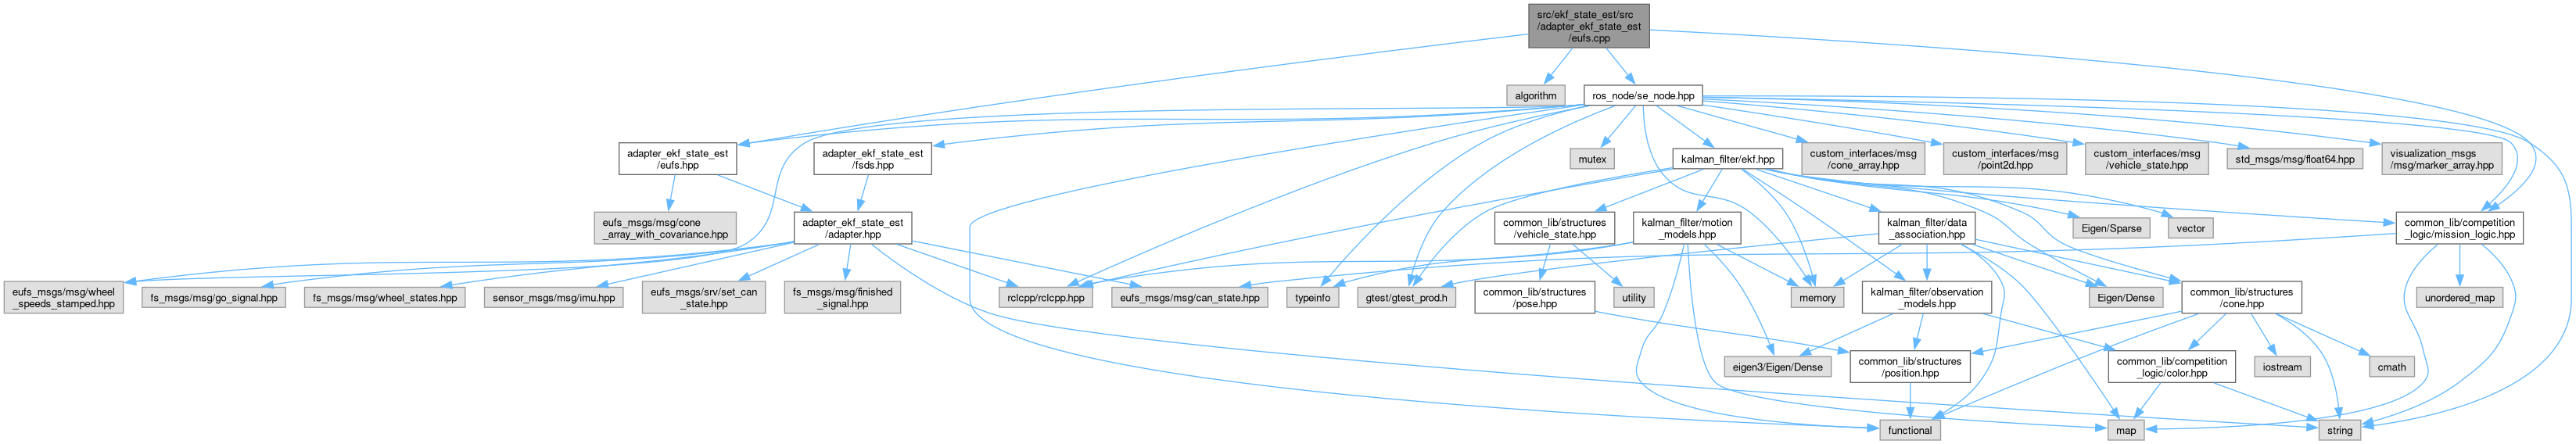 src/ekf_state_est/src
/adapter_ekf_state_est
/eufs.cpp
algorithm
ros_node/se_node.hpp
adapter_ekf_state_est
/eufs.hpp
adapter_ekf_state_est
/fsds.hpp
mutex
kalman_filter/ekf.hpp
custom_interfaces/msg
/cone_array.hpp
custom_interfaces/msg
/point2d.hpp
custom_interfaces/msg
/vehicle_state.hpp
std_msgs/msg/float64.hpp
visualization_msgs
/msg/marker_array.hpp
eufs_msgs/msg/cone
_array_with_covariance.hpp
adapter_ekf_state_est
/adapter.hpp
common_lib/structures
/vehicle_state.hpp
kalman_filter/motion
_models.hpp
kalman_filter/data
_association.hpp
Eigen/Sparse
vector
common_lib/competition
_logic/mission_logic.hpp
eufs_msgs/msg/wheel
_speeds_stamped.hpp
fs_msgs/msg/go_signal.hpp
fs_msgs/msg/wheel_states.hpp
sensor_msgs/msg/imu.hpp
eufs_msgs/srv/set_can
_state.hpp
fs_msgs/msg/finished
_signal.hpp
rclcpp/rclcpp.hpp
eufs_msgs/msg/can_state.hpp
common_lib/structures
/pose.hpp
typeinfo
utility
gtest/gtest_prod.h
memory
kalman_filter/observation
_models.hpp
Eigen/Dense
common_lib/structures
/cone.hpp
unordered_map
eigen3/Eigen/Dense
common_lib/structures
/position.hpp
common_lib/competition
_logic/color.hpp
iostream
cmath
functional
map
string